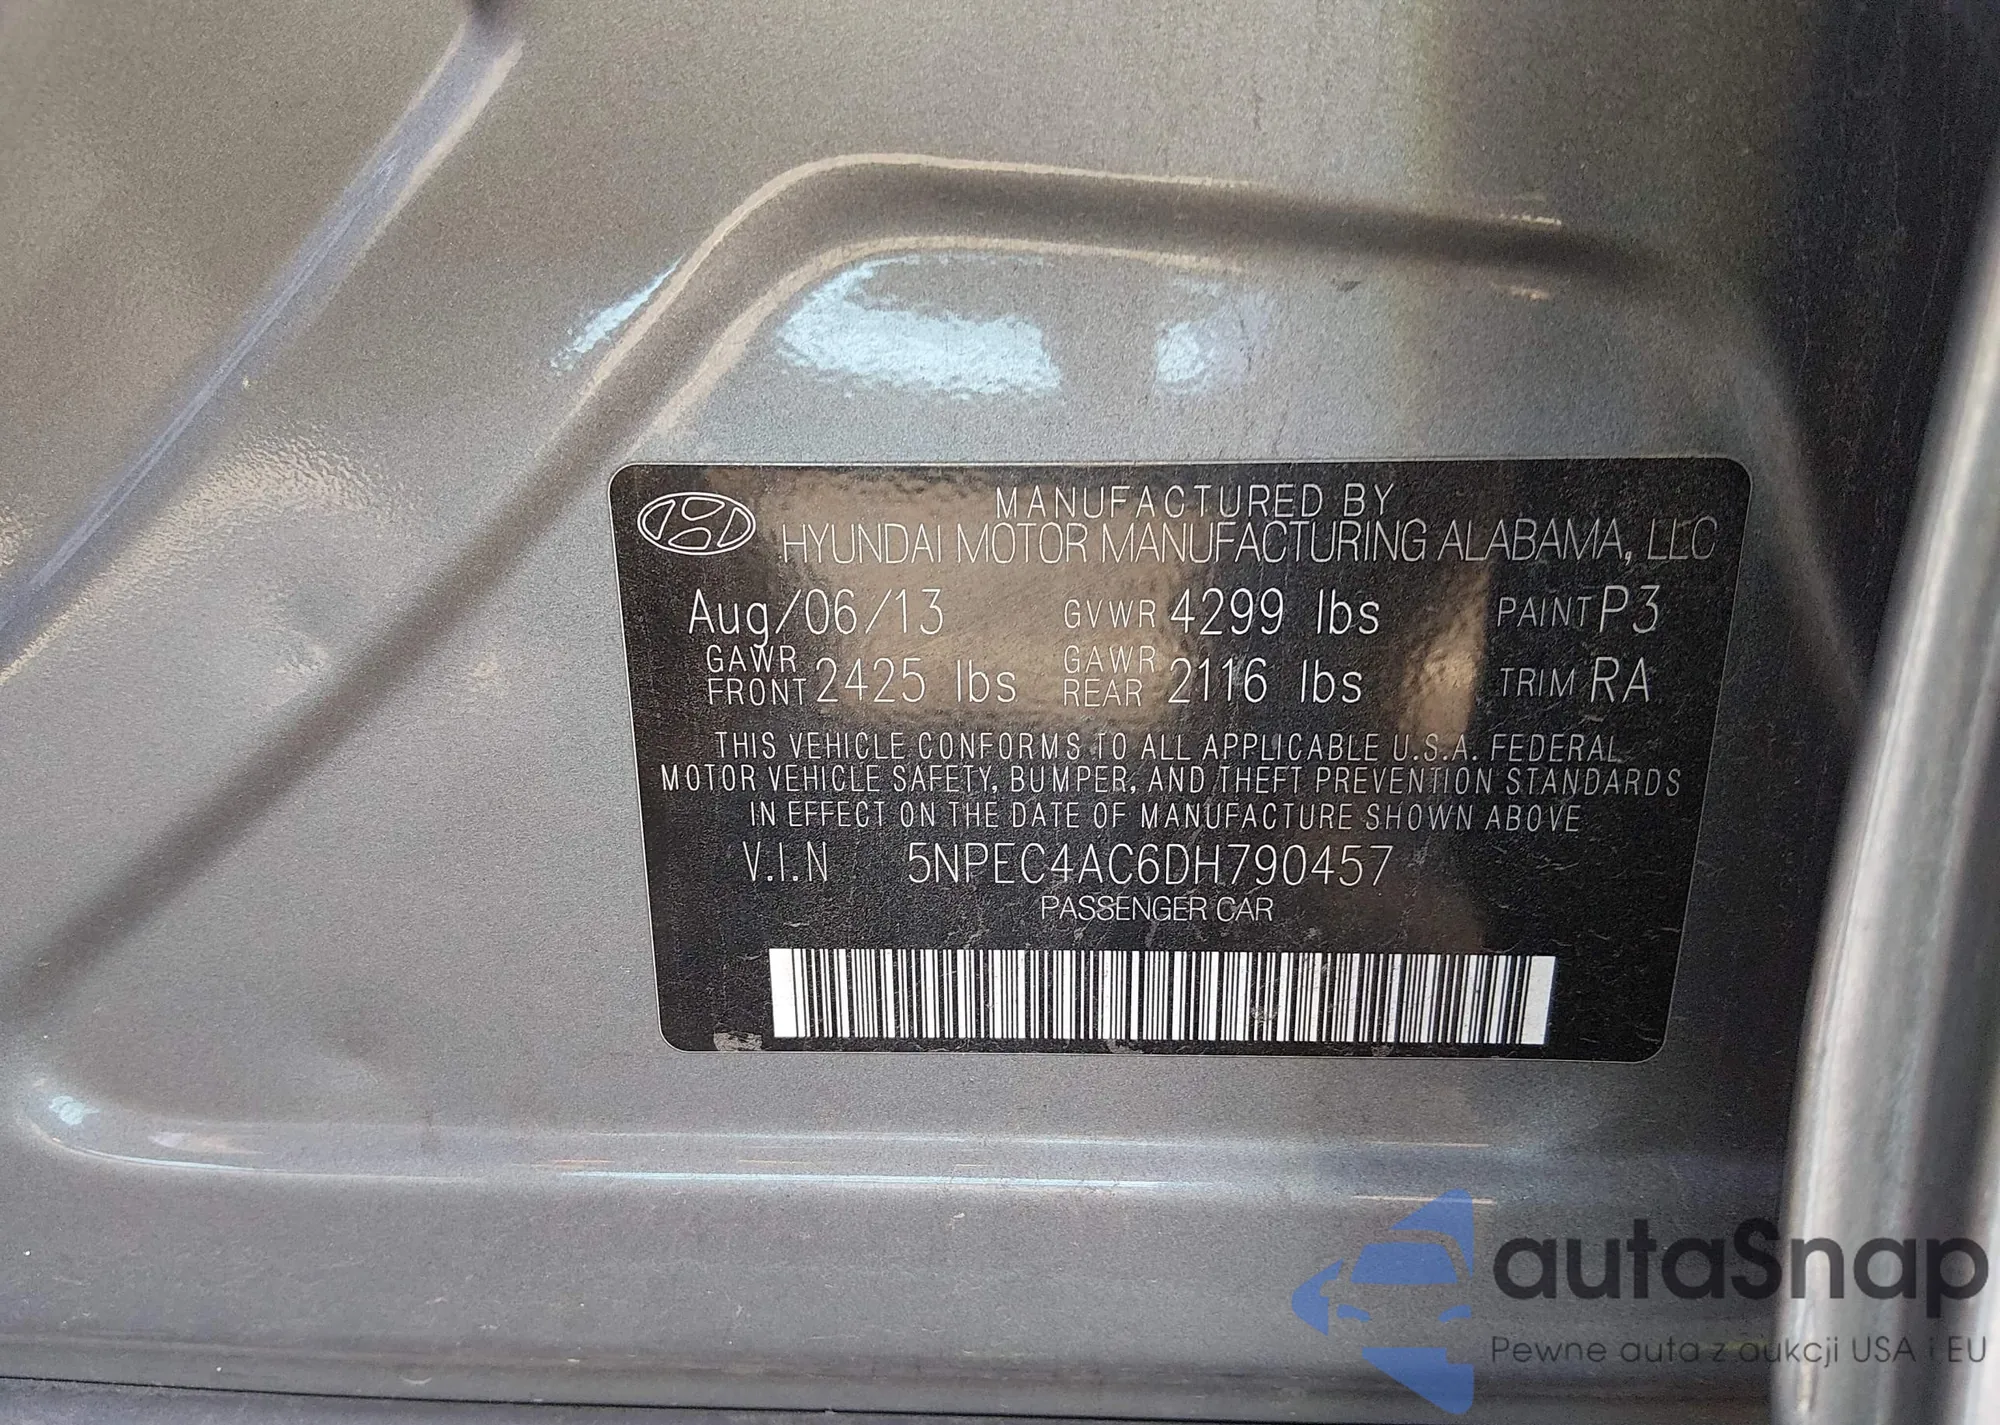 MANUFACTURED BY
HYUNDAI MOTOR MANUFACTURING ALABAMA, LLC
Aug/06/13 GVWR 4299 lbs PAINT P3
GAWR FRONT 2425 lbs GAWR REAR 2116 lbs TRIM RA
THIS VEHICLE CONFORMS TO ALL APPLICABLE U.S.A. FEDERAL
MOTOR VEHICLE SAFETY, BUMPER, AND THEFT PREVENTION STANDARDS
IN EFFECT ON THE DATE OF MANUFACTURE SHOWN ABOVE
V.I.N 5NPEC4AC6DH790457
PASSENGER CAR
autaSnap
Pewne auta z aukcji USA i EU